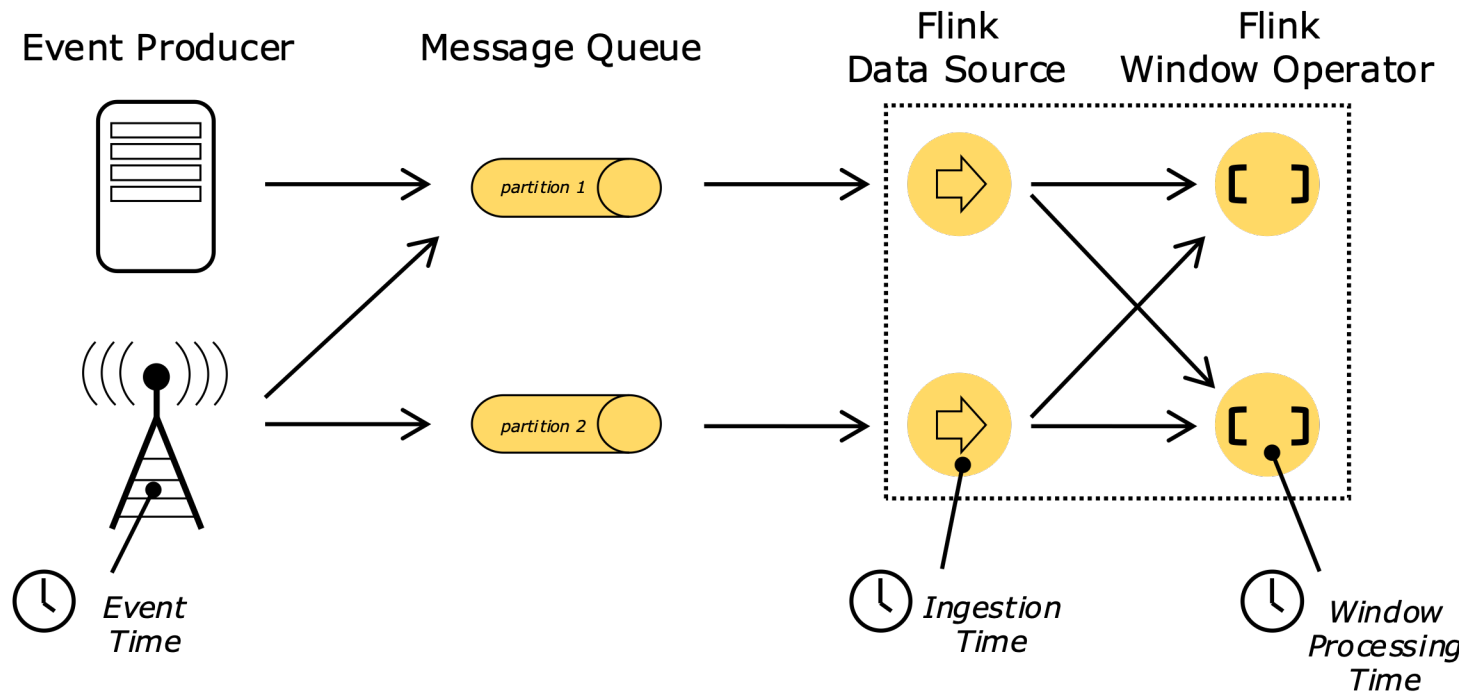 Event Producer
Message Queue
Flink
Data Source
Flink
Window Operator
partition 1
partition 2
Event
Time
Ingestion
Time
Window
Processing
Time